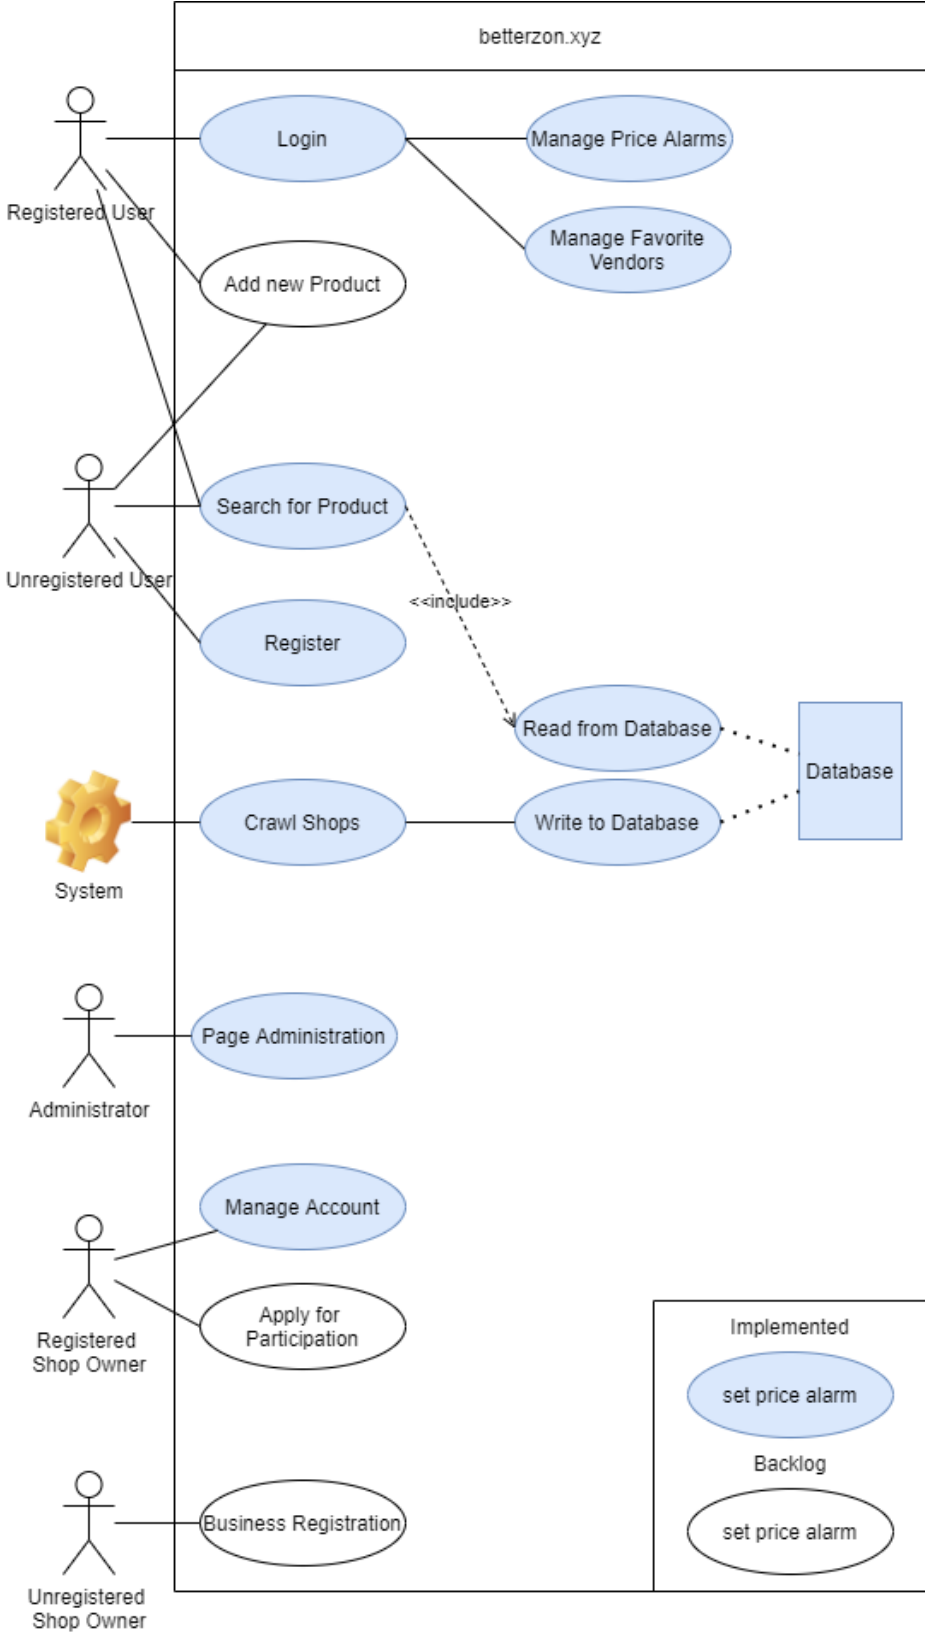 betterzon.xyz
Login
Manage Price Alarms
Registered User
Manage Favorite
Vendors
Add new Product
Search for Product
Unregistered User
<<include>>
Register
Read from Database
Database
Crawl Shops
Write to Database
System
Page Administration
Administrator
Manage Account
Apply for
Participation
Registered
Shop Owner
Implemented
set price alarm
Backlog
Business Registration
set price alarm
Unregistered
Shop Owner